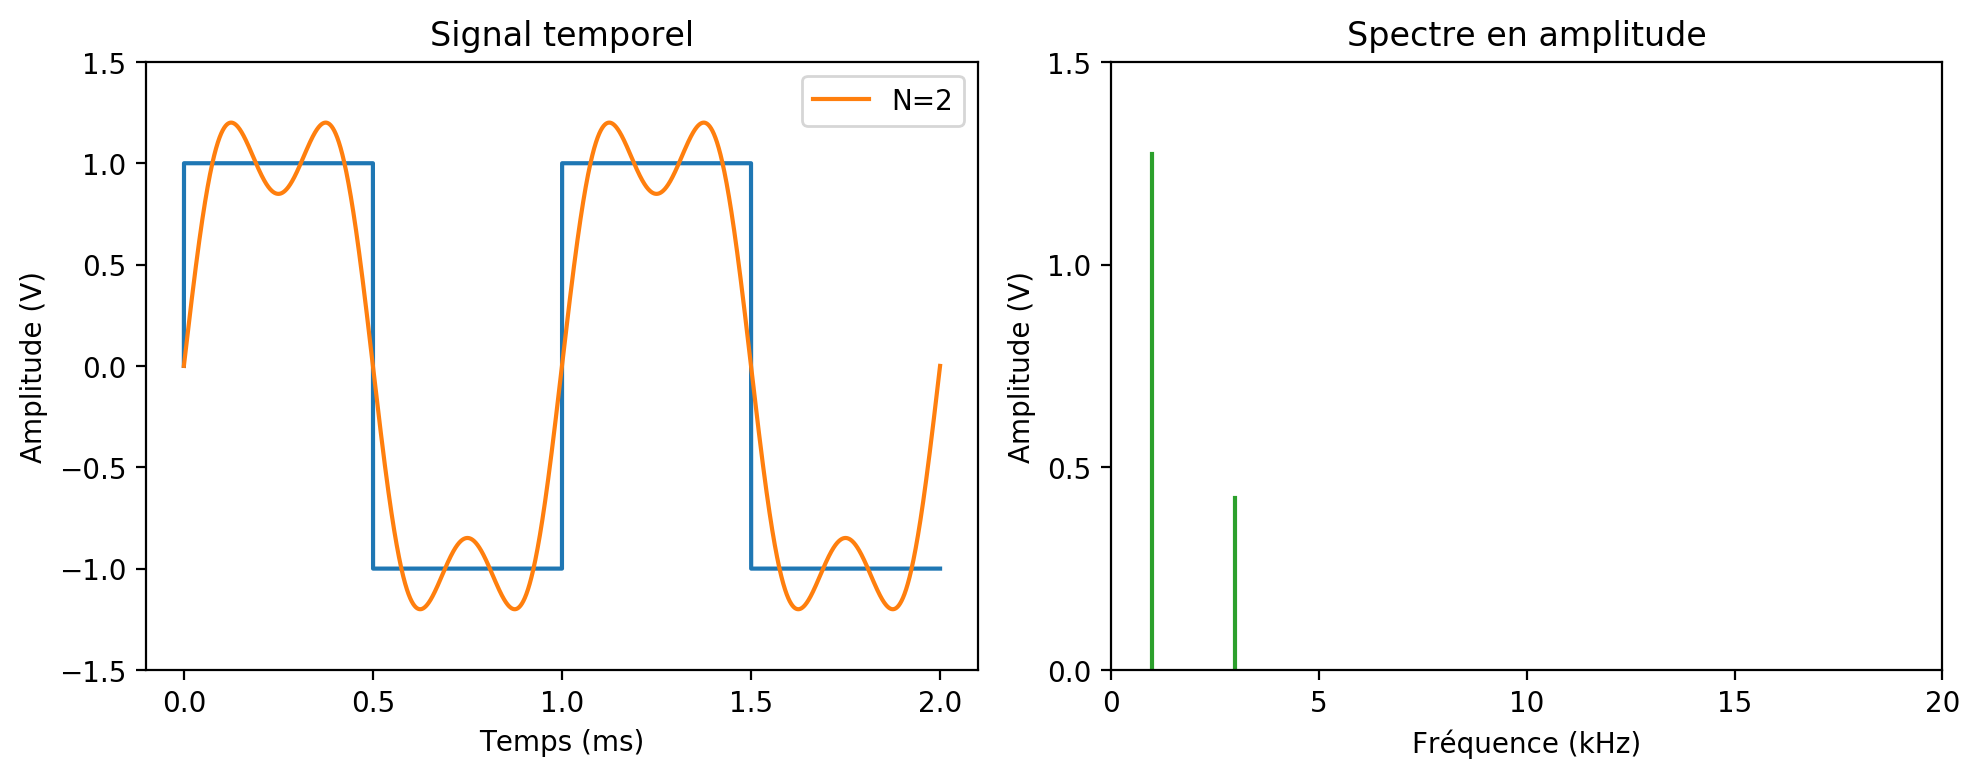 Signal temporel
1.5
1.0
0.5
0.0
−0.5
−1.0
−1.5
Amplitude (V)
N=2
0.0 0.5 1.0 1.5 2.0
Temps (ms)
Spectre en amplitude
1.5
1.0
0.5
0.0
Amplitude (V)
0 5 10 15 20
Fréquence (kHz)